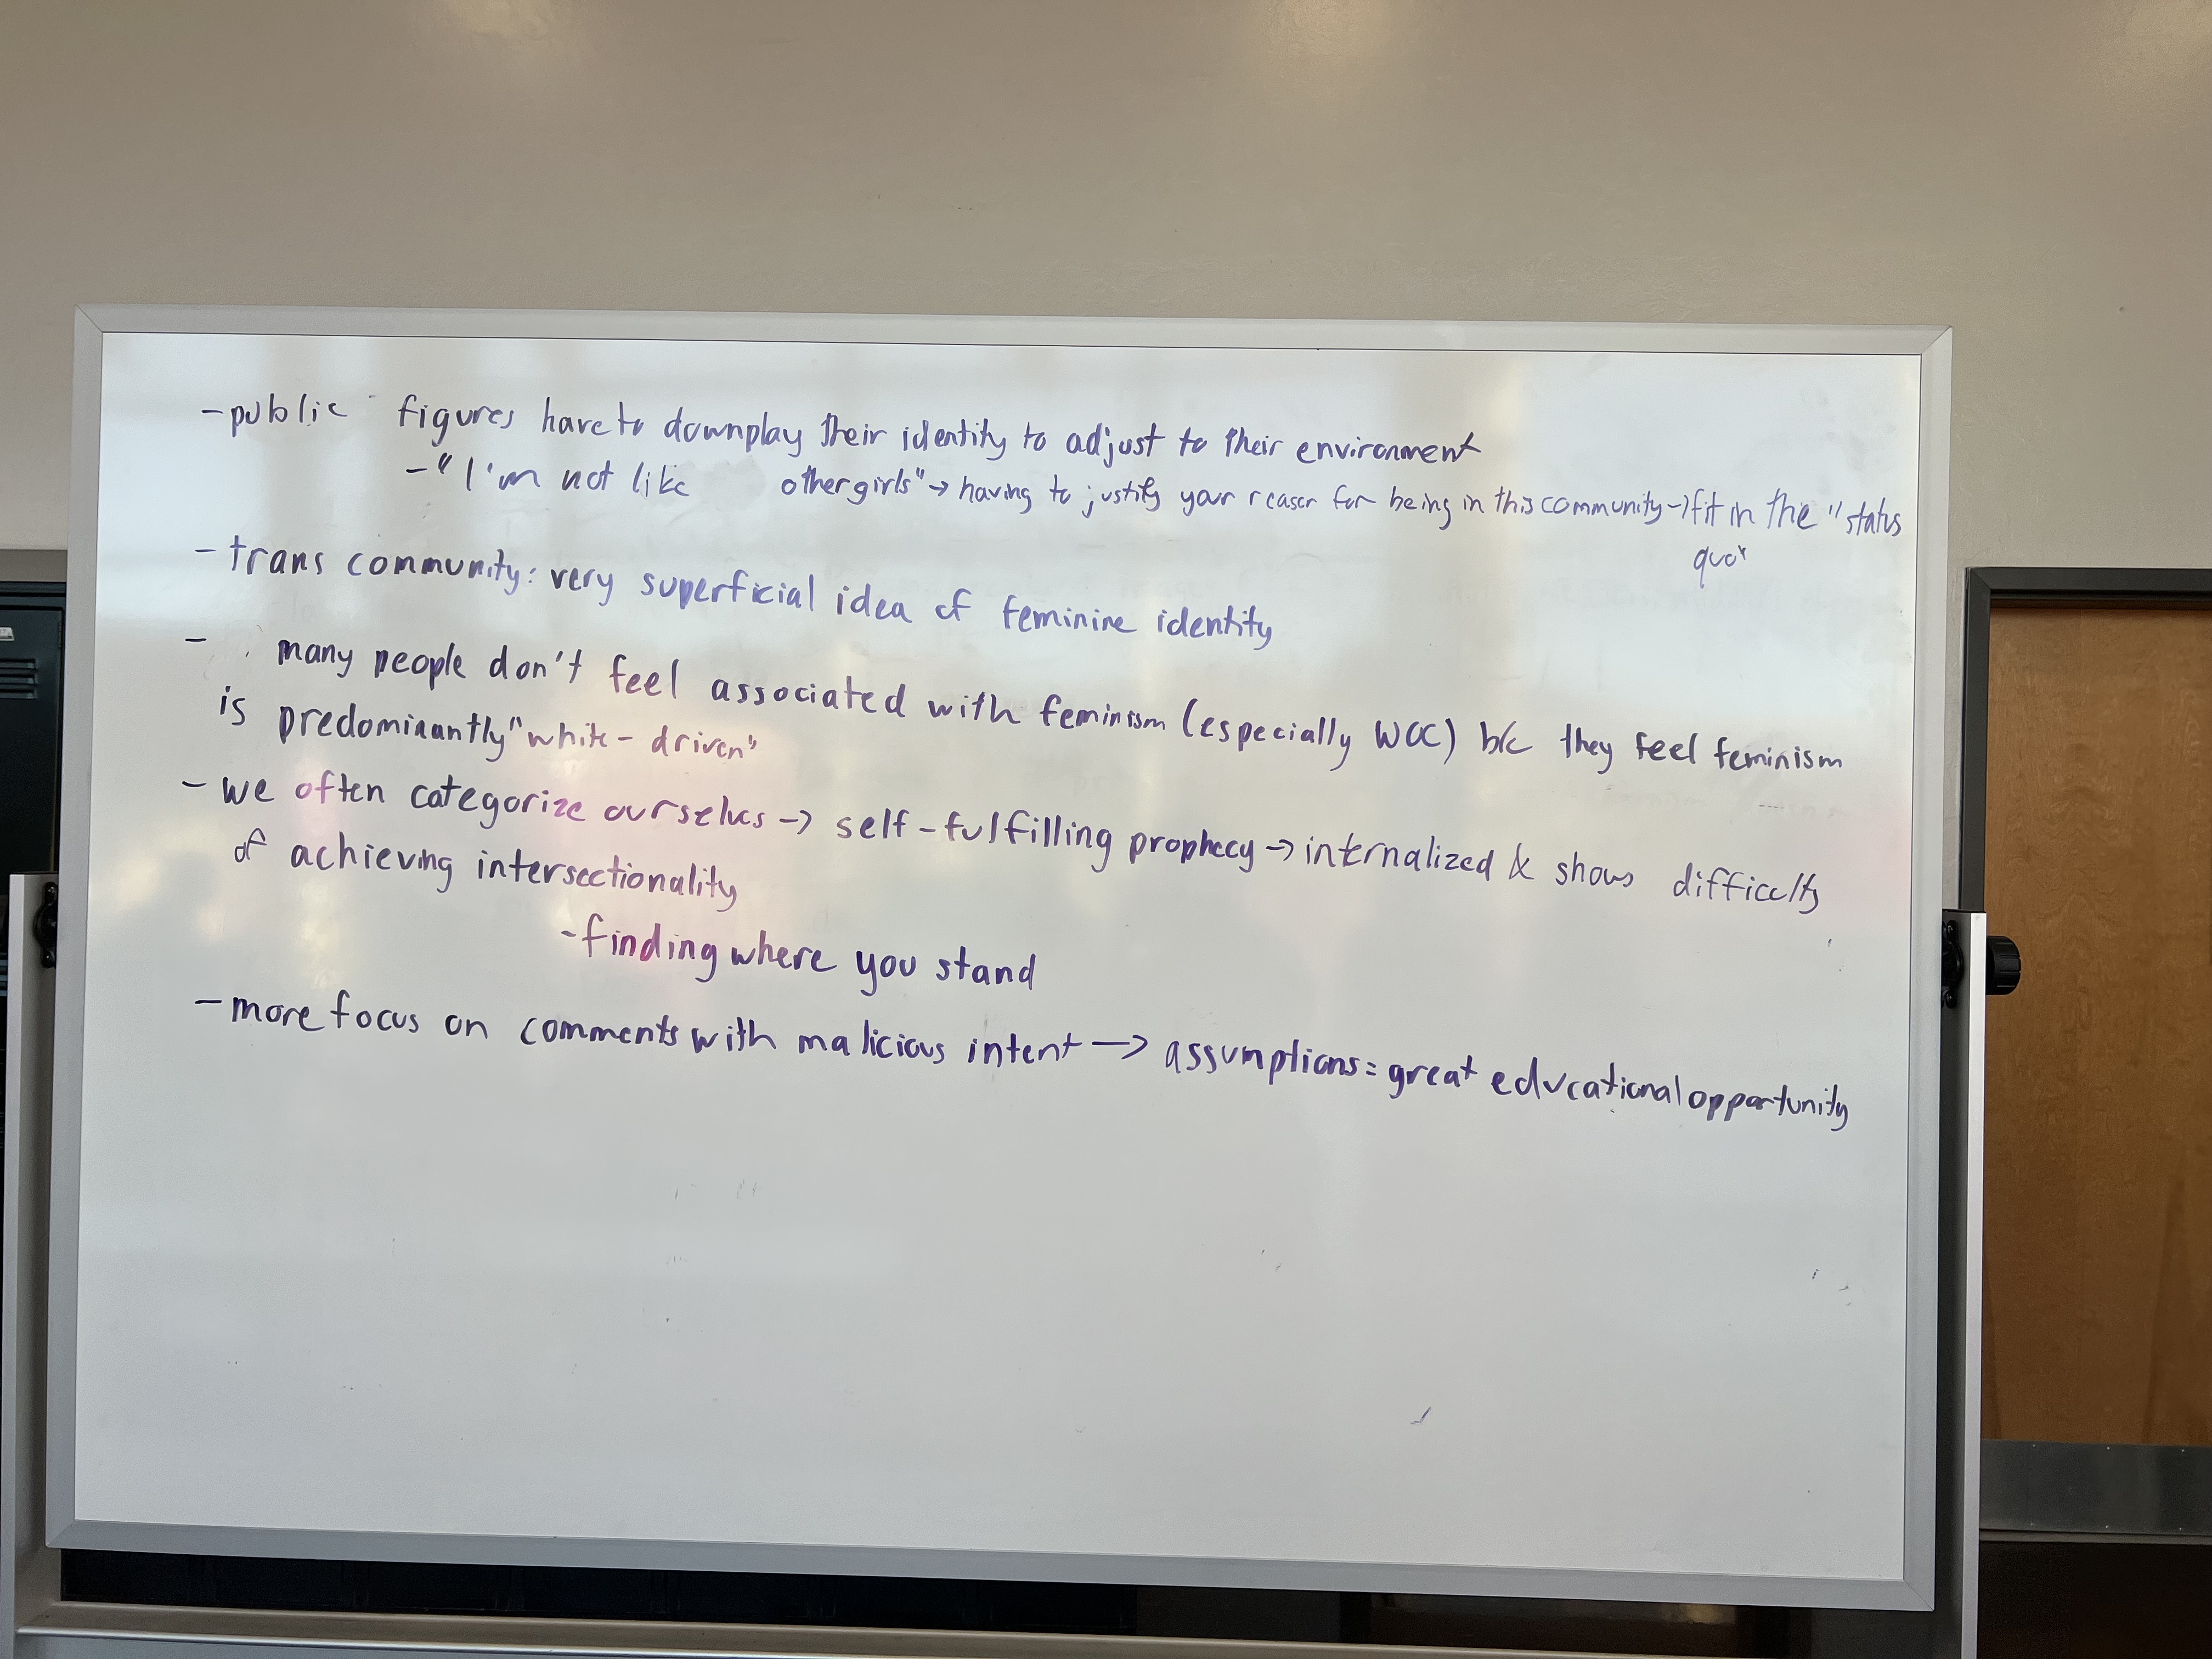 - public figures have to downplay their identity to adjust to their environment
- "I'm not like other girls" → having to justify your reason for being in this community → fit in the "status
quo"
- trans community: very superficial idea of feminine identity
- many people don't feel associated with feminism (especially WOC) b/c they feel feminism
is predominantly "white-driven"
- we often categorize ourselves → self-fulfilling prophecy → internalized & shows difficulty
of achieving intersectionality
- finding where you stand
- more focus on comments with malicious intent → assumptions = great educational opportunity